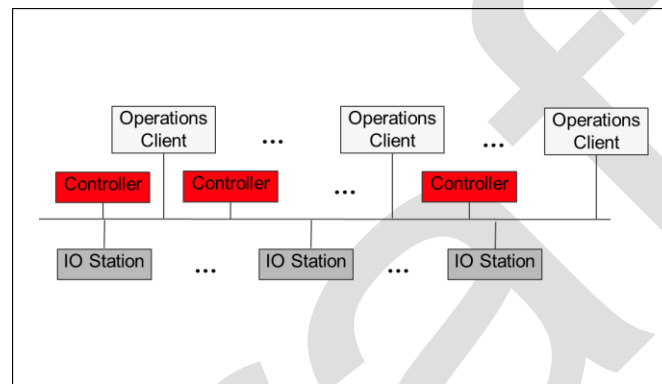 Operations
Client
...
Operations
Client
...
Operations
Client
Controller
Controller
...
Controller
IO Station
...
IO Station
...
IO Station